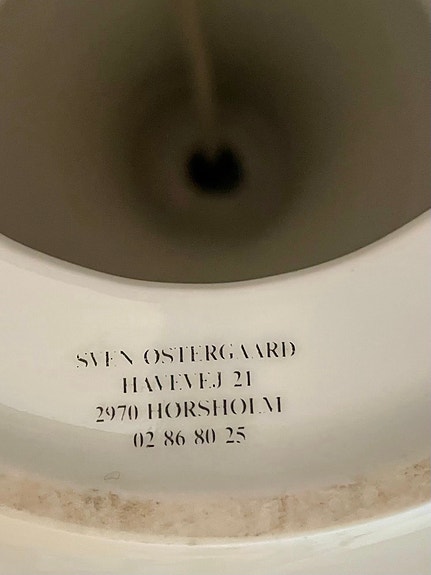 SVEN OSTERGAARD
HAVEVEJ 21
2970 HORSHOLM
02 86 80 25